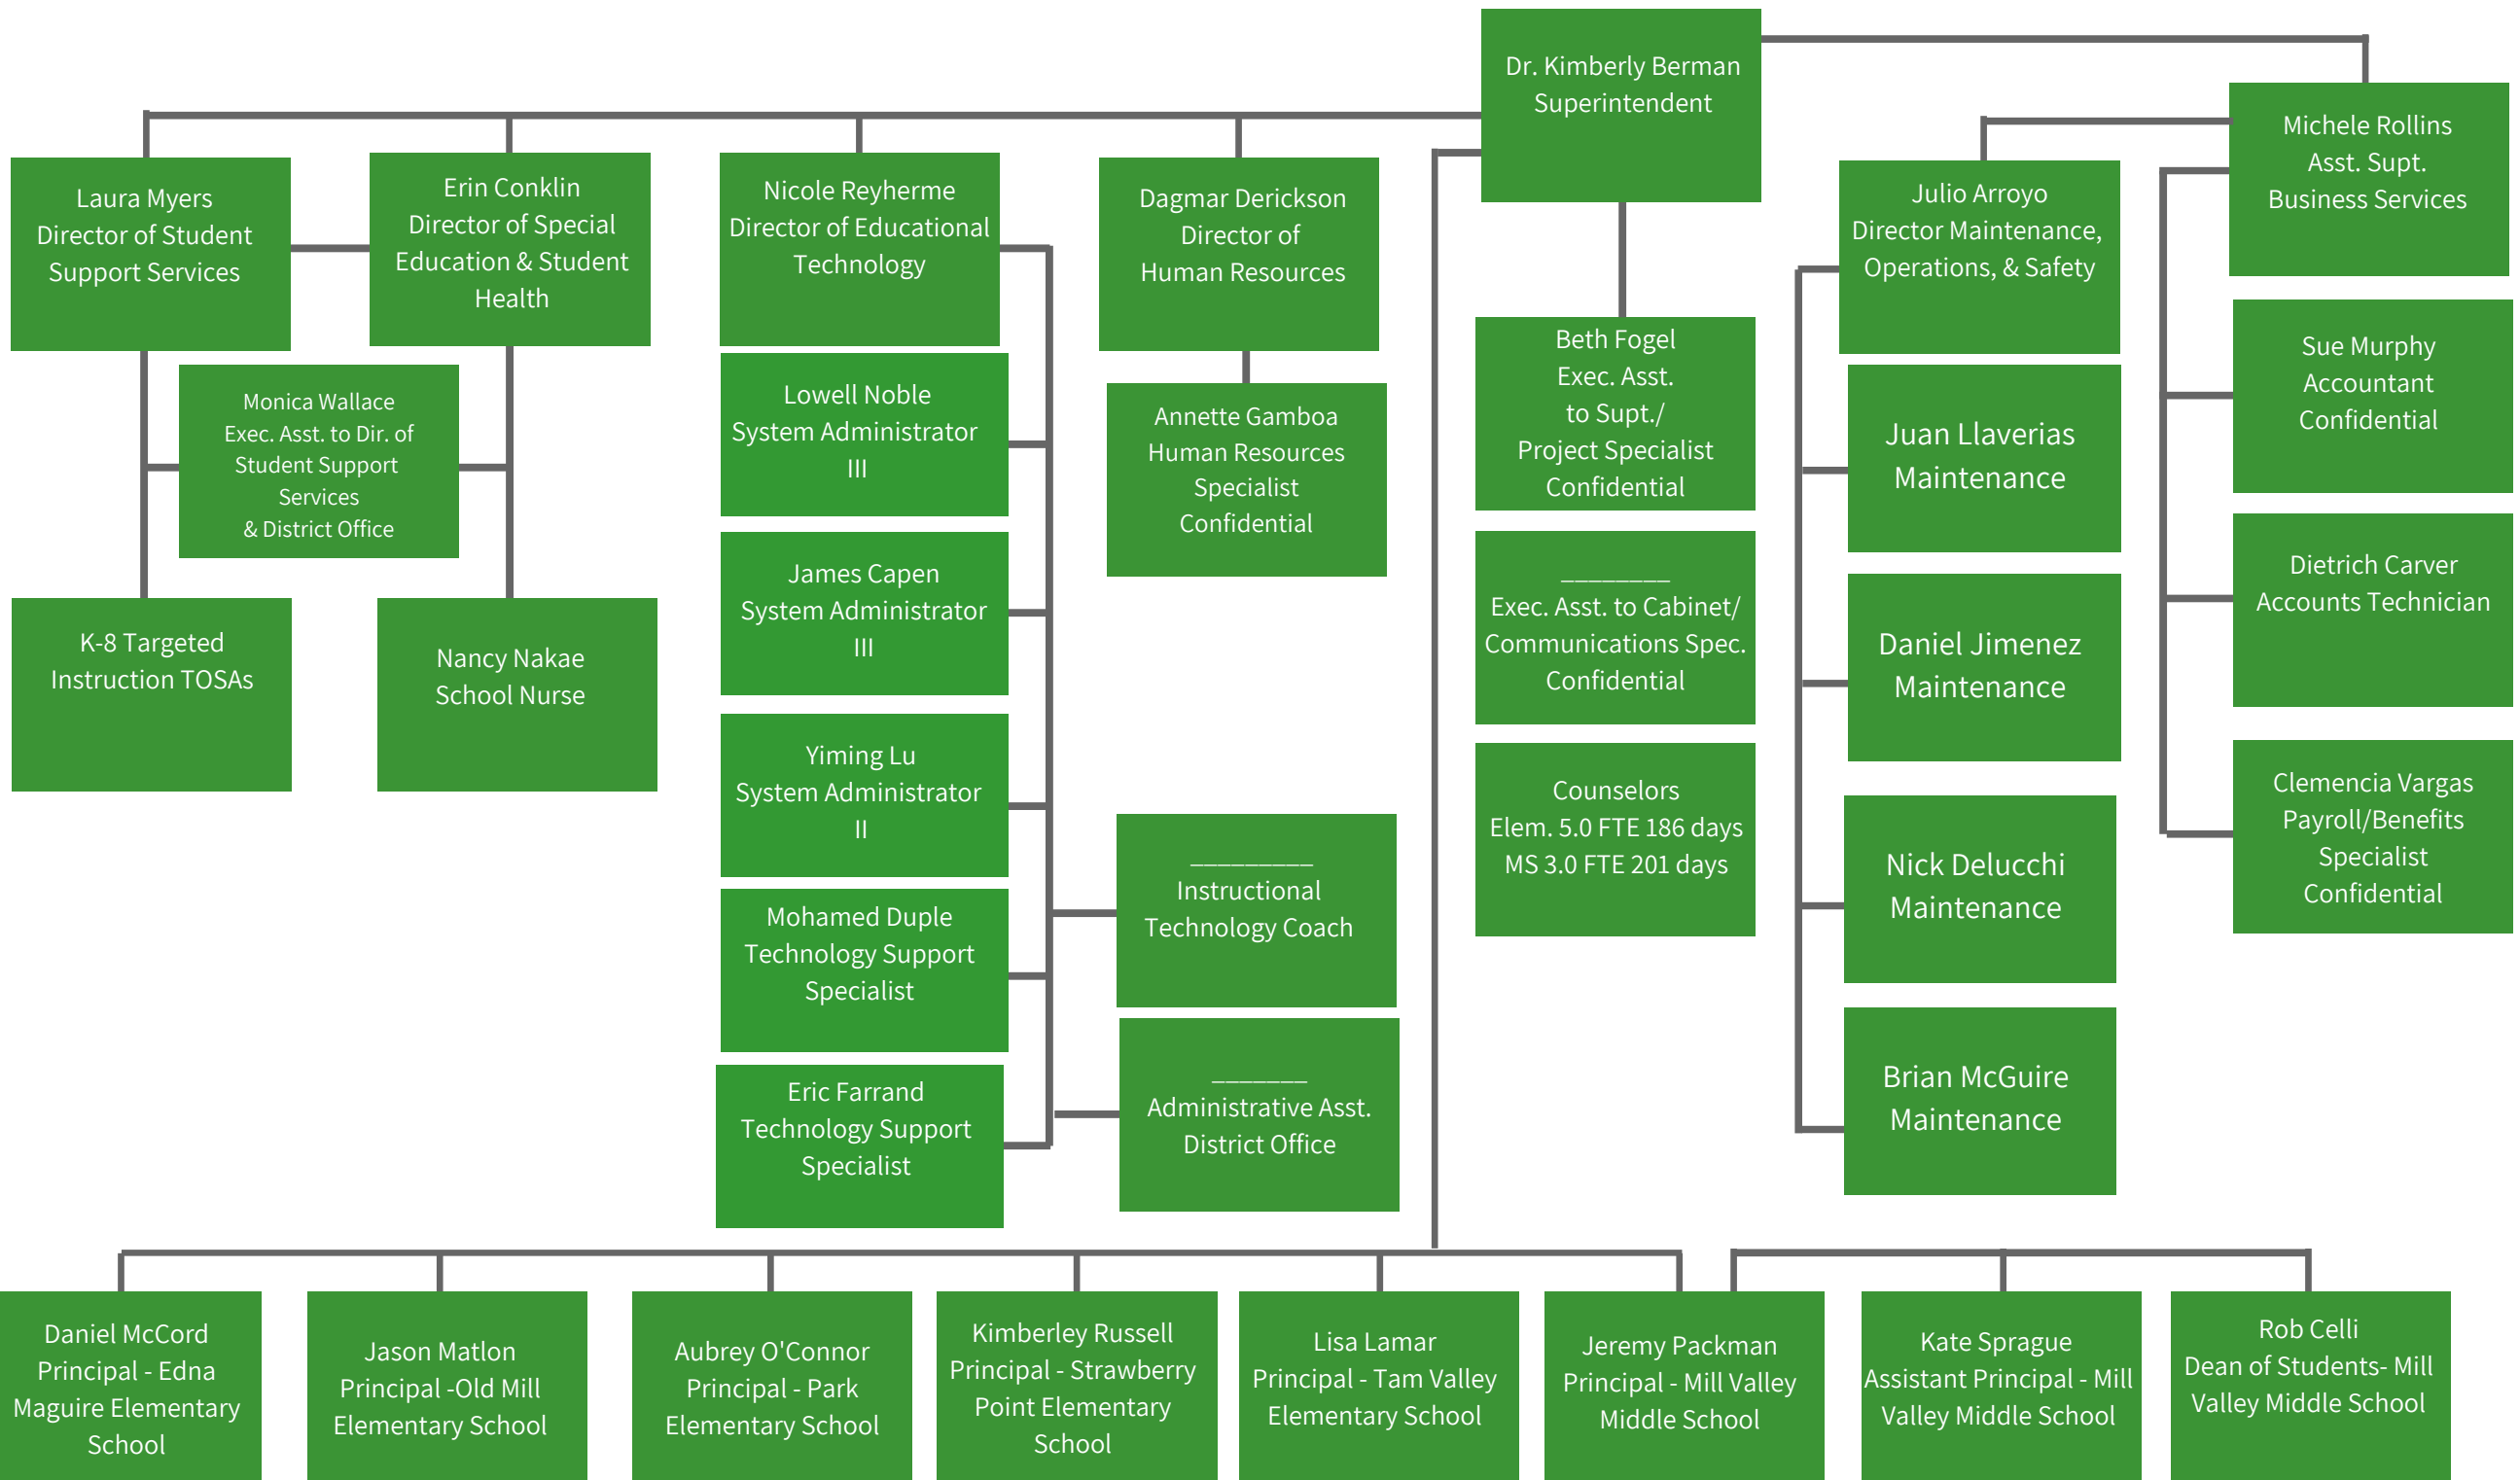 Dr. Kimberly Berman
Superintendent
Michele Rollins
Asst. Supt.
Business Services
Laura Myers
Director of Student
Support Services
Erin Conklin
Director of Special
Education & Student
Health
Nicole Reyherme
Director of Educational
Technology
Dagmar Derickson
Director of
Human Resources
Julio Arroyo
Director Maintenance,
Operations, & Safety
Monica Wallace
Exec. Asst. to Dir. of
Student Support
Services
& District Office
K-8 Targeted
Instruction TOSAs
Nancy Nakae
School Nurse
Lowell Noble
System Administrator
III
James Capen
System Administrator
III
Yiming Lu
System Administrator
II
Mohamed Duple
Technology Support
Specialist
Eric Farrand
Technology Support
Specialist
Annette Gamboa
Human Resources
Specialist
Confidential
_________
Instructional
Technology Coach
_______
Administrative Asst.
District Office
Beth Fogel
Exec. Asst.
to Supt./
Project Specialist
Confidential
________
Exec. Asst. to Cabinet/
Communications Spec.
Confidential
Counselors
Elem. 5.0 FTE 186 days
MS 3.0 FTE 201 days
Juan Llaverias
Maintenance
Daniel Jimenez
Maintenance
Nick Delucchi
Maintenance
Brian McGuire
Maintenance
Sue Murphy
Accountant
Confidential
Dietrich Carver
Accounts Technician
Clemencia Vargas
Payroll/Benefits
Specialist
Confidential
Daniel McCord
Principal - Edna
Maguire Elementary
School
Jason Matlon
Principal -Old Mill
Elementary School
Aubrey O'Connor
Principal - Park
Elementary School
Kimberley Russell
Principal - Strawberry
Point Elementary
School
Lisa Lamar
Principal - Tam Valley
Elementary School
Jeremy Packman
Principal - Mill Valley
Middle School
Kate Sprague
Assistant Principal - Mill
Valley Middle School
Rob Celli
Dean of Students- Mill
Valley Middle School